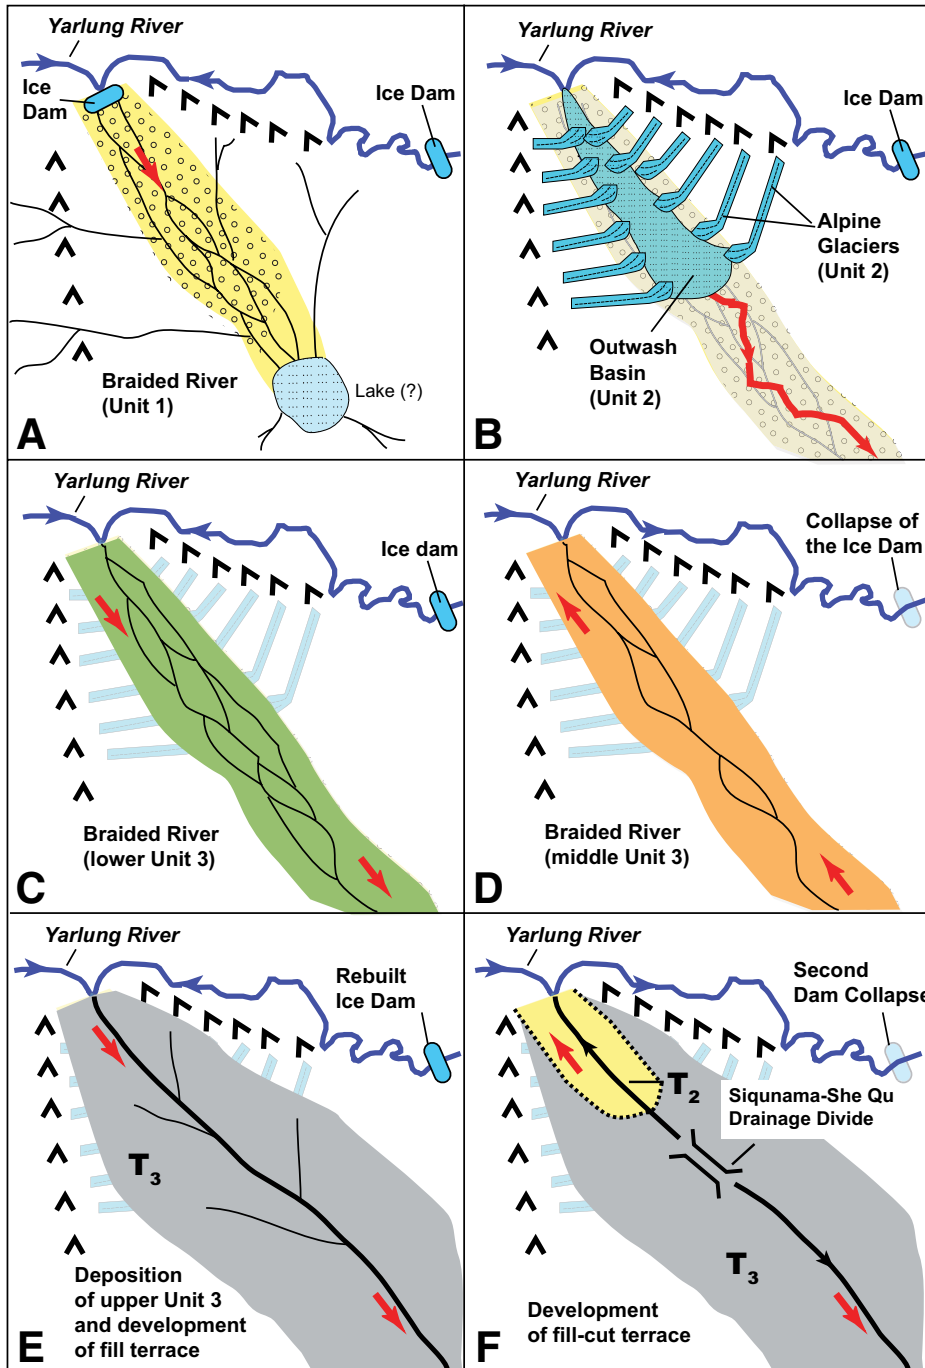 Yarlung River
Ice
Dam
Ice Dam
Braided River
(Unit 1)
Lake (?)
A
Yarlung River
Ice Dam
Alpine
Glaciers
(Unit 2)
Outwash
Basin
(Unit 2)
B
Yarlung River
Ice dam
Braided River
(lower Unit 3)
C
Yarlung River
Collapse of
the Ice Dam
Braided River
(middle Unit 3)
D
Yarlung River
Rebuilt
Ice Dam
T3
Deposition
of upper Unit 3
and development
of fill terrace
E
Yarlung River
Second
Dam Collapse
T2
Siqunama-She Qu
Drainage Divide
T3
Development
of fill-cut terrace
F